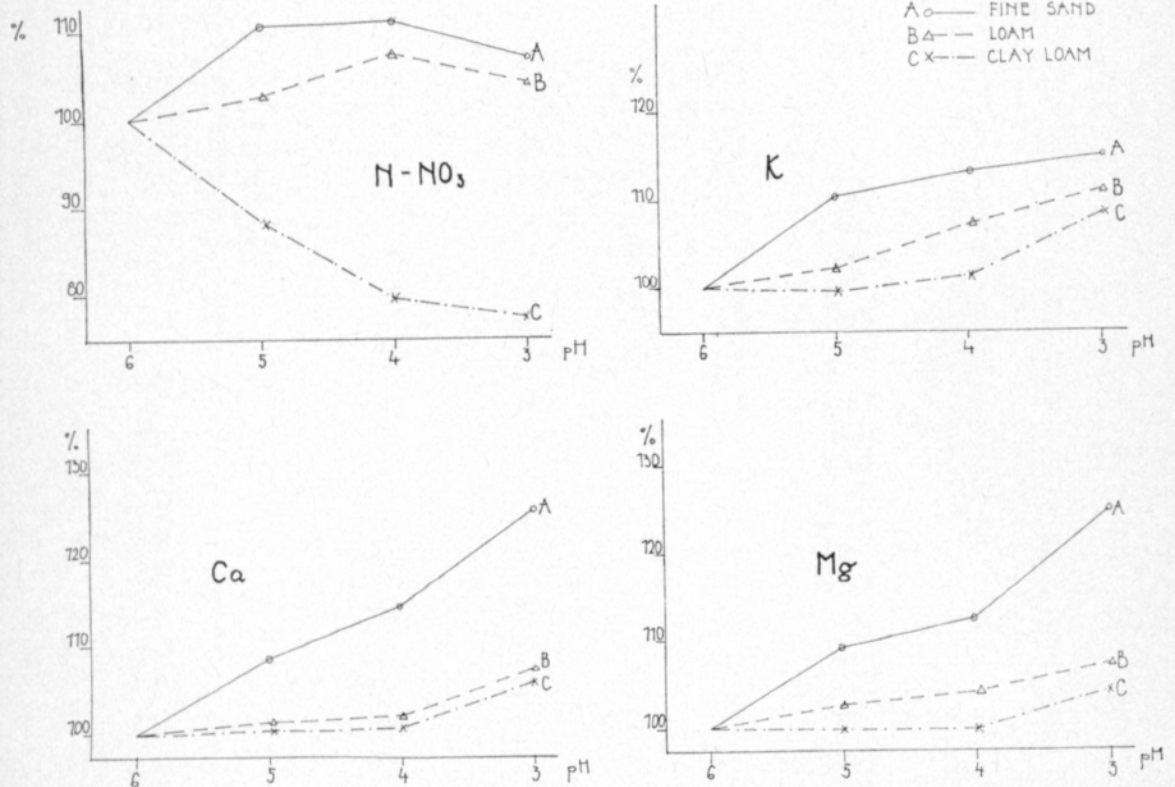 A FINE SAND
B LOAM
C CLAY LOAM
%
110
100
90
80
N-NO3
A
B
C
6 5 4 3 pH
%
120
110
100
K
A
B
C
6 5 4 3 pH
%
130
120
110
100
Ca
A
B
C
6 5 4 3 pH
%
130
120
110
100
Mg
A
B
C
6 5 4 3 pH